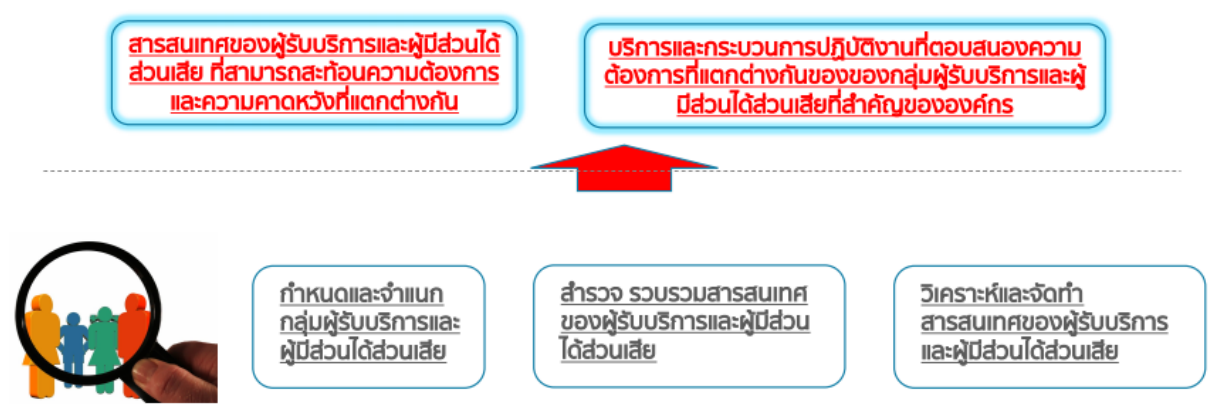 สารสนเทศของผู้รับบริการและผู้มีส่วนได้
ส่วนเสีย ที่สามารถสะท้อนความต้องการ
และความคาดหวังที่แตกต่างกัน
บริการและกระบวนการปฏิบัติงานที่ตอบสนองความ
ต้องการที่แตกต่างกันของของกลุ่มผู้รับบริการและผู้
มีส่วนได้ส่วนเสียที่สำคัญขององค์กร
กำหนดและจำแนก
กลุ่มผู้รับบริการและ
ผู้มีส่วนได้ส่วนเสีย
สำรวจ รวบรวมสารสนเทศ
ของผู้รับบริการและผู้มีส่วน
ได้ส่วนเสีย
วิเคราะห์และจัดทำ
สารสนเทศของผู้รับบริการ
และผู้มีส่วนได้ส่วนเสีย